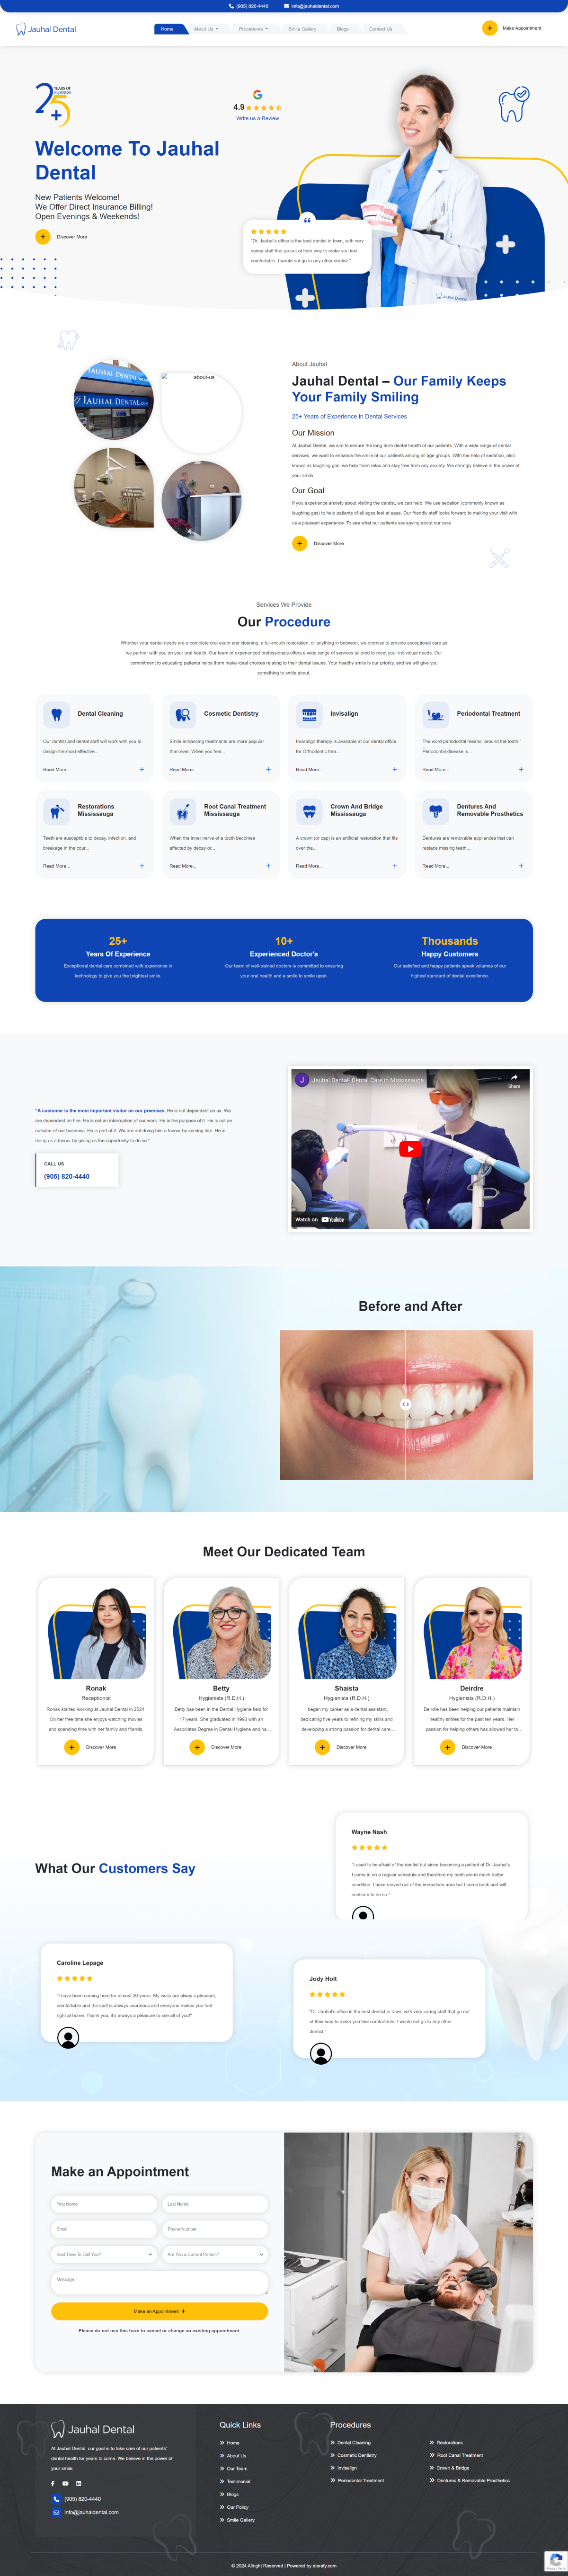 (905) 820-4440 info@jauhaldental.com
Jauhal Dental
Home About Us Procedures Smile Gallery Blogs Contact Us
Make Appointment
25 YEARS OF
BEING YOURS
4.9
Write us a Review
Welcome To Jauhal
Dental
New Patients Welcome!
We Offer Direct Insurance Billing!
Open Evenings & Weekends!
Discover More
"Dr. Jauhal's office is the best dentist in town, with very
caring staff that go out of their way to make you feel
comfortable. I would not go to any other dentist."
Jauhal Dental
JAUHAL DENTAL
about-us
About Jauhal
Jauhal Dental – Our Family Keeps
Your Family Smiling
25+ Years of Experience in Dental Services
Our Mission
At Jauhal Dental, we aim to ensure the long-term dental health of our patients. With a wide range of dental
services, we want to enhance the smile of our patients among all age groups. With the help of sedation, also
known as laughing gas, we help them relax and stay free from any anxiety. We strongly believe in the power of
your smile
Our Goal
If you experience anxiety about visiting the dentist, we can help. We use sedation (commonly known as
laughing gas) to help patients of all ages feel at ease. Our friendly staff looks forward to making your visit with
us a pleasant experience. To see what our patients are saying about our care
Discover More
Services We Provide
Our Procedure
Whether your dental needs are a complete oral exam and cleaning, a full-mouth restoration, or anything in between, we promise to provide exceptional care as
we partner with you on your oral health. Our team of experienced professionals offers a wide range of services tailored to meet your individual needs. Our
commitment to educating patients helps them make ideal choices relating to their dental issues. Your healthy smile is our priority, and we will give you
something to smile about.
Dental Cleaning
Our dentist and dental staff will work with you to
design the most effective...
Read More...
Cosmetic Dentistry
Smile enhancing treatments are more popular
than ever. When you feel...
Read More...
Invisalign
Invisalign therapy is available at our dental office
for Orthodontic trea...
Read More...
Periodontal Treatment
The word periodontal means "around the tooth."
Periodontal disease is...
Read More...
Restorations
Mississauga
Teeth are susceptible to decay, infection, and
breakage in the cour...
Read More...
Root Canal Treatment
Mississauga
When the inner nerve of a tooth becomes
affected by decay or...
Read More...
Crown And Bridge
Mississauga
A crown (or cap) is an artificial restoration that fits
over the...
Read More...
Dentures And
Removable Prosthetics
Dentures are removable appliances that can
replace missing teeth...
Read More...
25+
Years Of Experience
Exceptional dental care combined with experience in
technology to give you the brightest smile.
10+
Experienced Doctor's
Our team of well-trained doctors is committed to ensuring
your oral health and a smile to smile upon.
Thousands
Happy Customers
Our satisfied and happy patients speak volumes of our
highest standard of dental excellence.
"A customer is the most important visitor on our premises. He is not dependent on us. We
are dependent on him. He is not an interruption of our work. He is the purpose of it. He is not an
outsider of our business. He is part of it. We are not doing him a favour by serving him. He is
doing us a favour by giving us the opportunity to do so."
CALL US
(905) 820-4440
J Jauhal Dental: Dental Care in Mississauga
Share
Watch on YouTube
Before and After
Meet Our Dedicated Team
Ronak
Receptionist
Ronak started working at Jauhal Dental in 2024.
On her free time she enjoys watching movies
and spending time with her family and friends.
Discover More
Betty
Hygienists (R.D.H )
Betty has been in the Dental Hygiene field for
17 years. She graduated in 1993 with an
Associates Degree in Dental Hygiene and ha...
Discover More
Shaista
Hygienists (R.D.H )
I began my career as a dental assistant,
dedicating five years to refining my skills and
developing a strong passion for dental care....
Discover More
Deirdre
Hygienists (R.D.H )
Deirdre has been helping our patients maintain
healthy smiles for the past ten years. Her
passion for helping others has allowed her to..
Discover More
What Our Customers Say
Wayne Nash
"I used to be afraid of the dentist but since becoming a patient of Dr. Jauhal's
I come in on a regular schedule and therefore my teeth are in much better
condition. I have moved out of the immediate area but I come back and will
continue to do so."
Caroline Lepage
"I have been coming here for almost 20 years. My visits are always s pleasant,
comfortable and the staff is always courteous and everyone makes you feel
right at home. Thank you, it's always a pleasure to see all of you!"
Jody Holt
"Dr. Jauhal's office is the best dentist in town, with very caring staff that go out
of their way to make you feel comfortable. I would not go to any other
dentist."
Make an Appointment
First Name Last Name
Email Phone Number
Best Time To Call You? Are You a Current Patient?
Message
Make an Appointment +
Please do not use this form to cancel or change an existing appointment.
Jauhal Dental
At Jauhal Dental, our goal is to take care of our patients'
dental health for years to come. We believe in the power of
your smile.
(905) 820-4440
info@jauhaldental.com
Quick Links
Home
About Us
Our Team
Testimonial
Blogs
Our Policy
Smile Gallery
Procedures
Dental Cleaning
Cosmetic Dentistry
Invisalign
Periodontal Treatment
Restorations
Root Canal Treatment
Crown & Bridge
Dentures & Removable Prosthetics
© 2024 Allright Reserved | Powered by elarafy.com